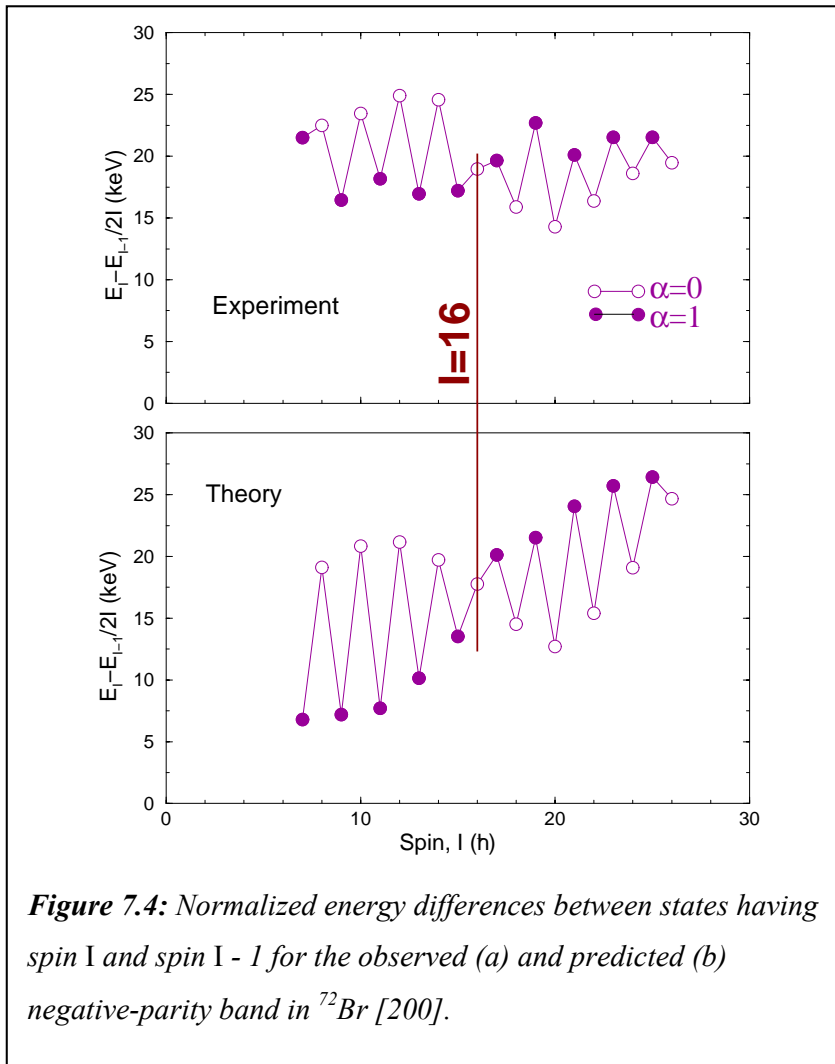 30
25
20
15
10
5
0
E_I−E_{I−1}/2I (keV)
Experiment
I=16
α=0
α=1
30
25
20
15
10
5
0
E_I−E_{I−1}/2I (keV)
Theory
0
10
20
30
Spin, I (ħ)
Figure 7.4: Normalized energy differences between states having
spin I and spin I - 1 for the observed (a) and predicted (b)
negative-parity band in ⁷²Br [200].